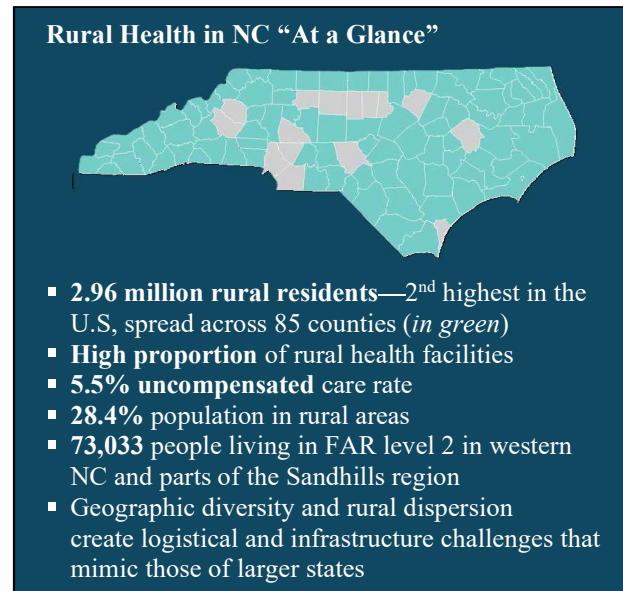 Rural Health in NC “At a Glance”
▪ 2.96 million rural residents—2nd highest in the
U.S, spread across 85 counties (in green)
▪ High proportion of rural health facilities
▪ 5.5% uncompensated care rate
▪ 28.4% population in rural areas
▪ 73,033 people living in FAR level 2 in western
NC and parts of the Sandhills region
▪ Geographic diversity and rural dispersion
create logistical and infrastructure challenges that
mimic those of larger states